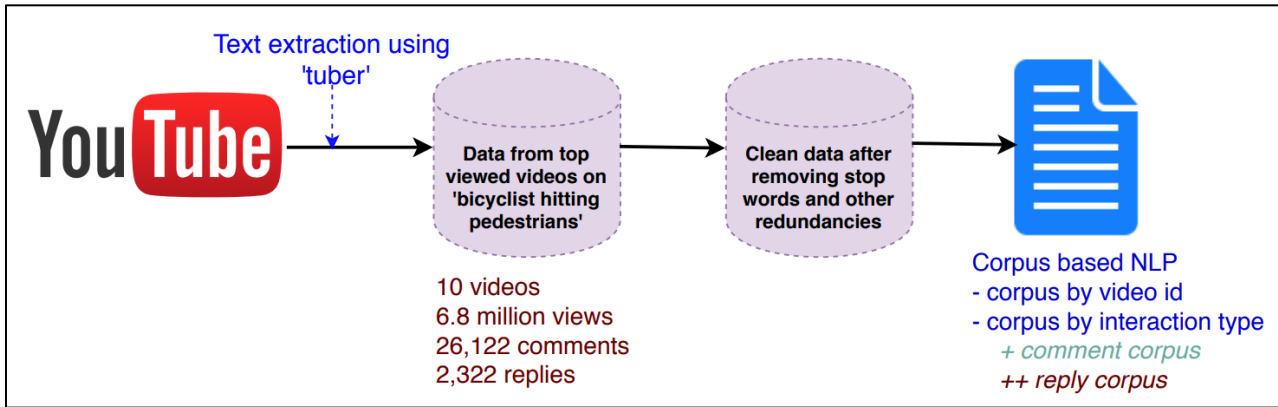 Text extraction using
'tuber'
YouTube
Data from top
viewed videos on
'bicyclist hitting
pedestrians'
Clean data after
removing stop
words and other
redundancies
10 videos
6.8 million views
26,122 comments
2,322 replies
Corpus based NLP
- corpus by video id
- corpus by interaction type
+ comment corpus
++ reply corpus